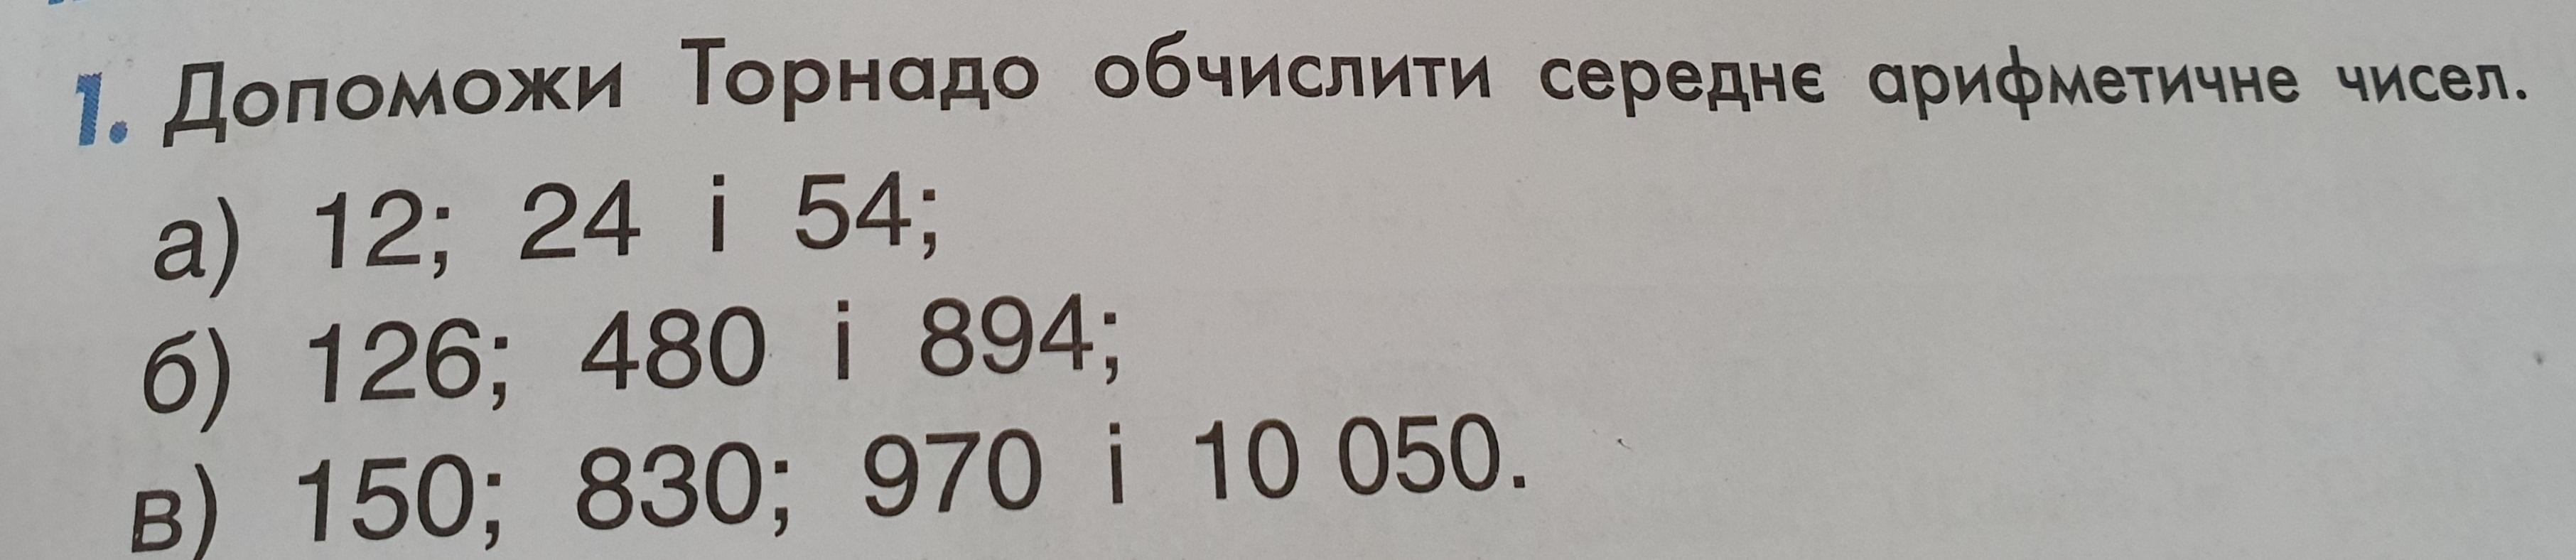 1. Допоможи Торнадо обчислити середнє арифметичне чисел.
а) 12; 24 і 54;
б) 126; 480 і 894;
в) 150; 830; 970 і 10 050.